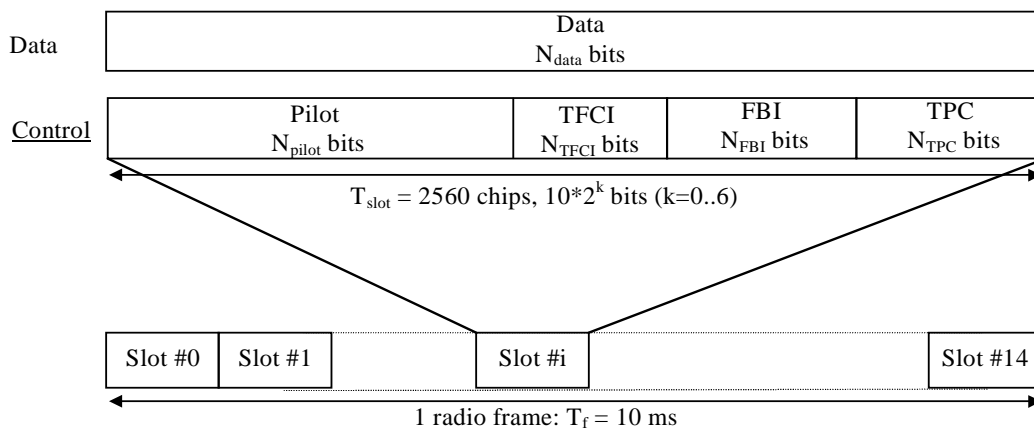 Data
Data
N_data bits
Control
Pilot
N_pilot bits
TFCI
N_TFCI bits
FBI
N_FBI bits
TPC
N_TPC bits
T_slot = 2560 chips, 10*2^k bits (k=0..6)
Slot #0
Slot #1
Slot #i
Slot #14
1 radio frame: T_f = 10 ms